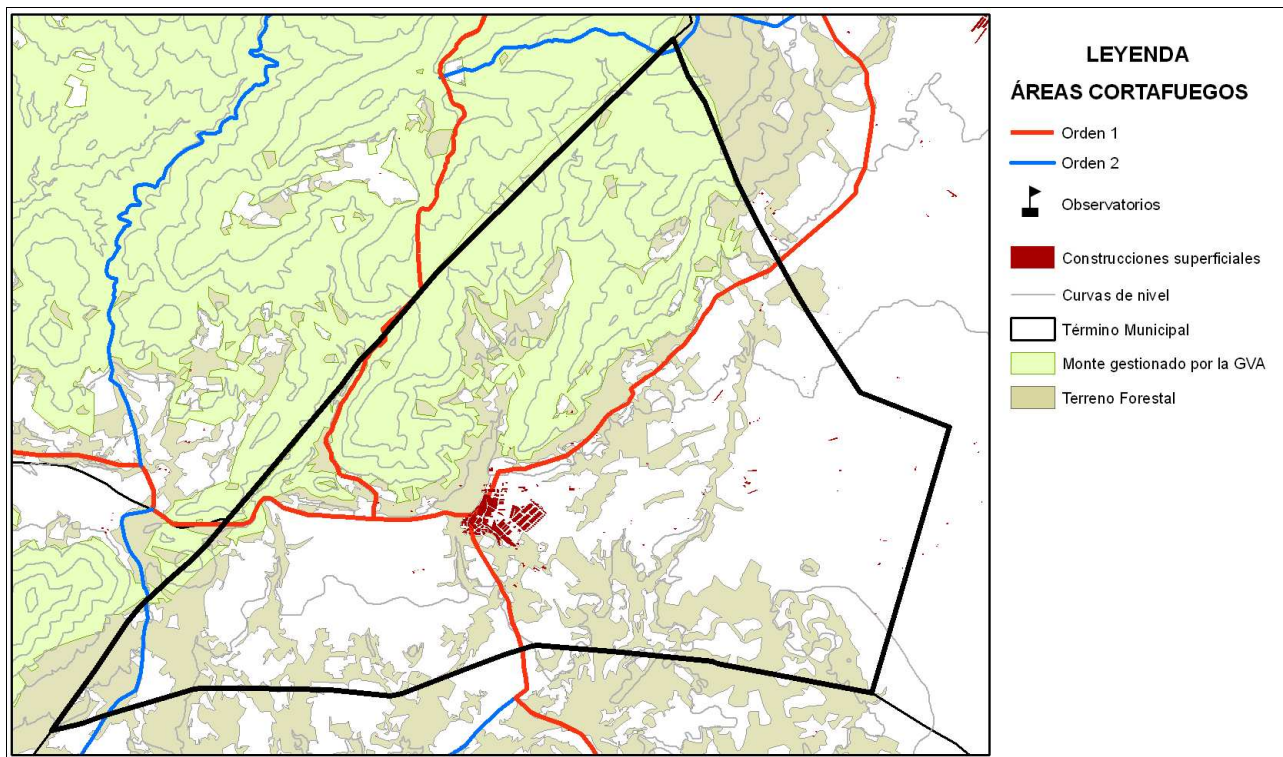 LEYENDA
ÁREAS CORTAFUEGOS
Orden 1
Orden 2
Observatorios
Construcciones superficiales
Curvas de nivel
Término Municipal
Monte gestionado por la GVA
Terreno Forestal